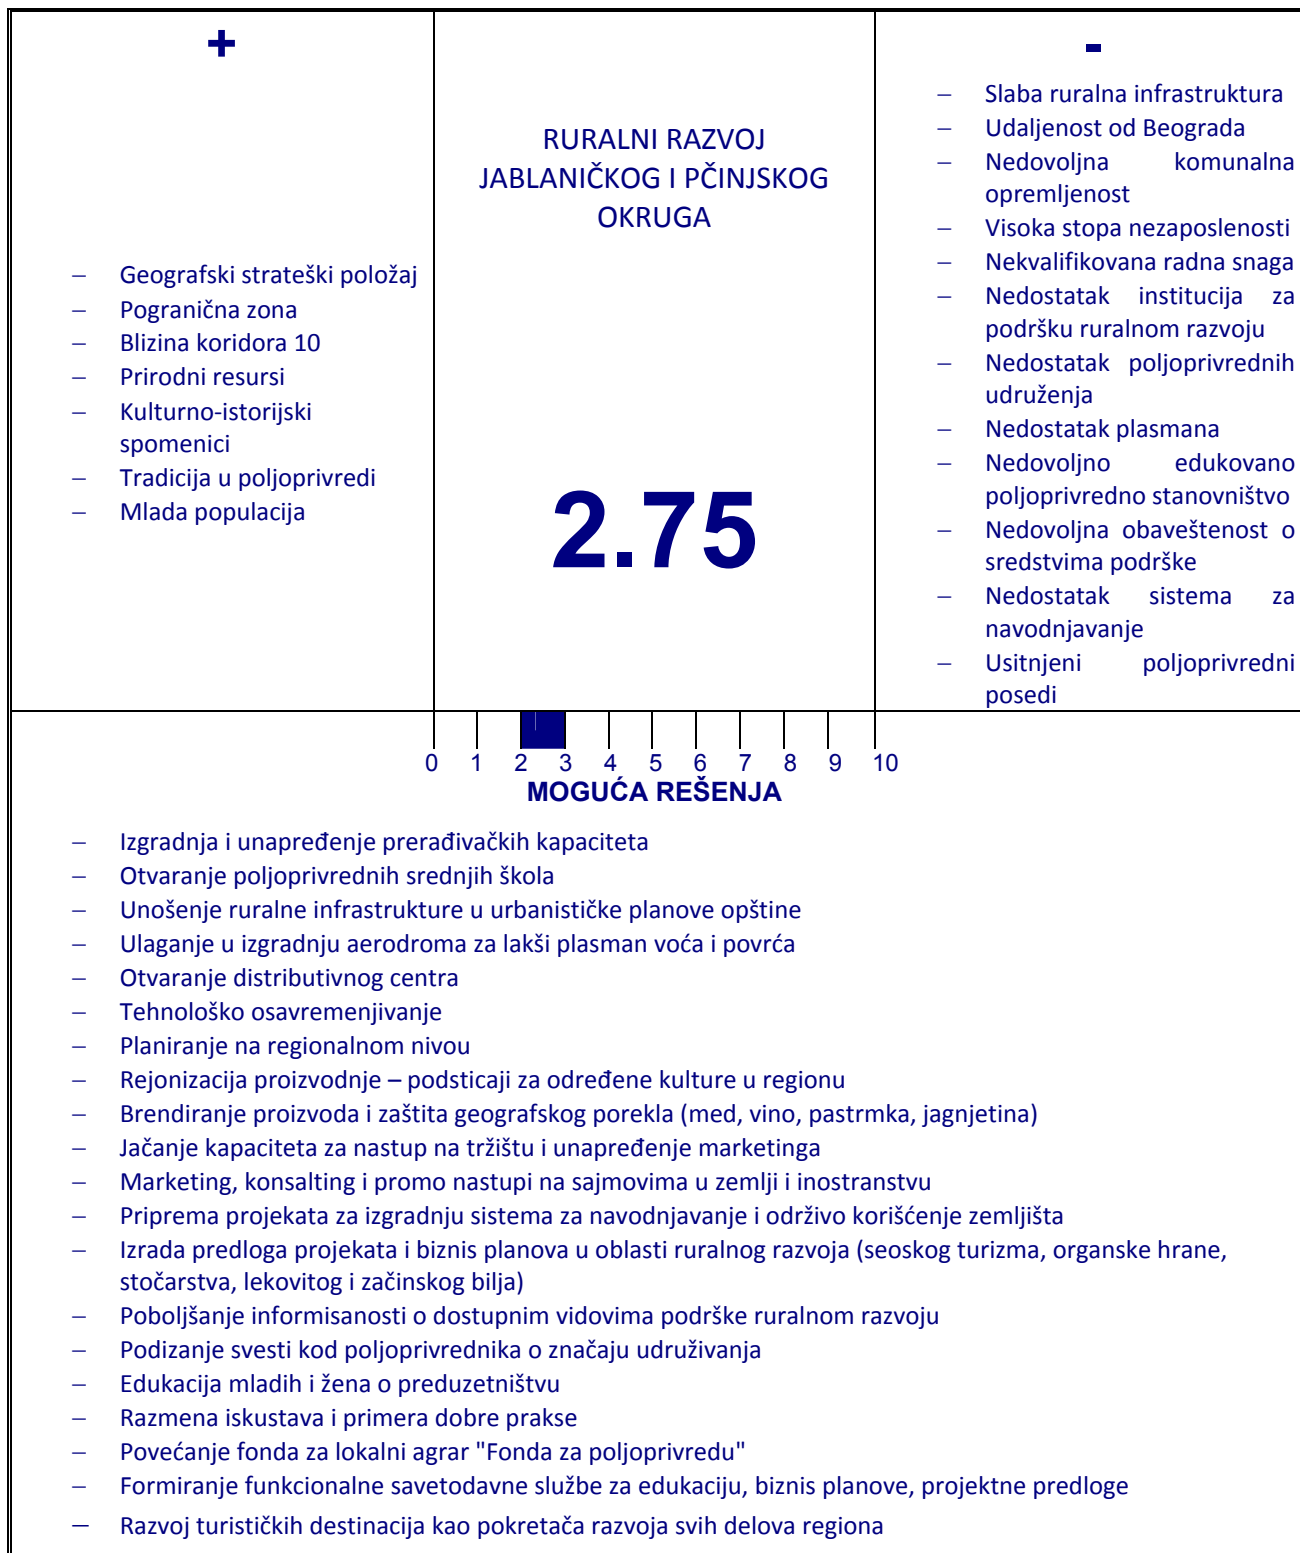 +
– Geografski strateški položaj
– Pogranična zona
– Blizina koridora 10
– Prirodni resursi
– Kulturno-istorijski
spomenici
– Tradicija u poljoprivredi
– Mlada populacija
RURALNI RAZVOJ
JABLANIČKOG I PČINJSKOG
OKRUGA
2.75
-
– Slaba ruralna infrastruktura
– Udaljenost od Beograda
– Nedovoljna komunalna
opremljenost
– Visoka stopa nezaposlenosti
– Nekvalifikovana radna snaga
– Nedostatak institucija za
podršku ruralnom razvoju
– Nedostatak poljoprivrednih
udruženja
– Nedostatak plasmana
– Nedovoljno edukovano
poljoprivredno stanovništvo
– Nedovoljna obaveštenost o
sredstvima podrške
– Nedostatak sistema za
navodnjavanje
– Usitnjeni poljoprivredni
posedi
0 1 2 3 4 5 6 7 8 9 10
MOGUĆA REŠENJA
– Izgradnja i unapređenje prerađivačkih kapaciteta
– Otvaranje poljoprivrednih srednjih škola
– Unošenje ruralne infrastrukture u urbanističke planove opštine
– Ulaganje u izgradnju aerodroma za lakši plasman voća i povrća
– Otvaranje distributivnog centra
– Tehnološko osavremenjivanje
– Planiranje na regionalnom nivou
– Rejonizacija proizvodnje – podsticaji za određene kulture u regionu
– Brendiranje proizvoda i zaštita geografskog porekla (med, vino, pastrmka, jagnjetina)
– Jačanje kapaciteta za nastup na tržištu i unapređenje marketinga
– Marketing, konsalting i promo nastupi na sajmovima u zemlji i inostranstvu
– Priprema projekata za izgradnju sistema za navodnjavanje i održivo korišćenje zemljišta
– Izrada predloga projekata i biznis planova u oblasti ruralnog razvoja (seoskog turizma, organske hrane,
stočarstva, lekovitog i začinskog bilja)
– Poboljšanje informisanosti o dostupnim vidovima podrške ruralnom razvoju
– Podizanje svesti kod poljoprivrednika o značaju udruživanja
– Edukacija mladih i žena o preduzetništvu
– Razmena iskustava i primera dobre prakse
– Povećanje fonda za lokalni agrar "Fonda za poljoprivredu"
– Formiranje funkcionalne savetodavne službe za edukaciju, biznis planove, projektne predloge
– Razvoj turističkih destinacija kao pokretača razvoja svih delova regiona